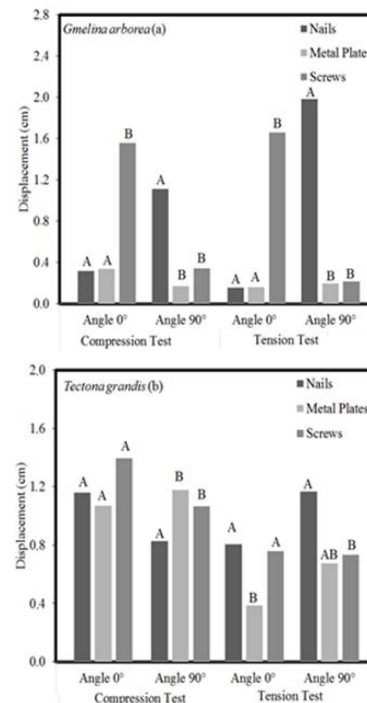 2.8
Gmelina arborea (a)
Nails
Metal Plates
Screws
2.4
2.0
1.6
1.2
0.8
0.4
0.0
Displacement (cm)
A A B A B B A A B A B B
Angle 0° Angle 90° Angle 0° Angle 90°
Compression Test Tension Test
2.0
Tectona grandis (b)
Nails
Metal Plates
Screws
1.6
1.2
0.8
0.4
0.0
Displacement (cm)
A A A A B B A B A A AB B
Angle 0° Angle 90° Angle 0° Angle 90°
Compression Test Tension Test